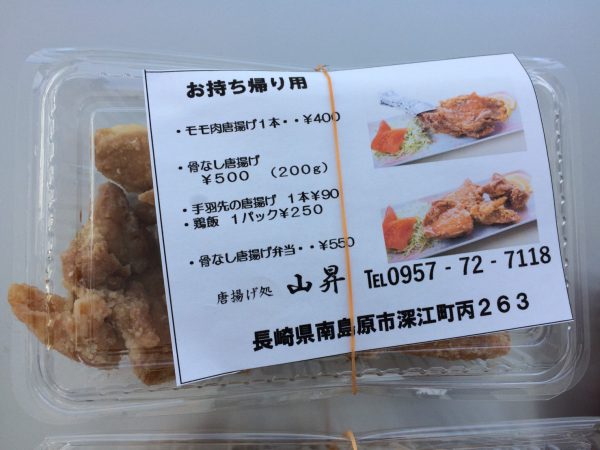 お持ち帰り用
・モモ肉唐揚げ1本・・¥400
・骨なし唐揚げ
¥500 (200g)
・手羽先の唐揚げ 1本¥90
・鶏飯 1パック¥250
・骨なし唐揚げ弁当・・¥550
唐揚げ処 山昇 TEL0957-72-7118
長崎県南島原市深江町丙263